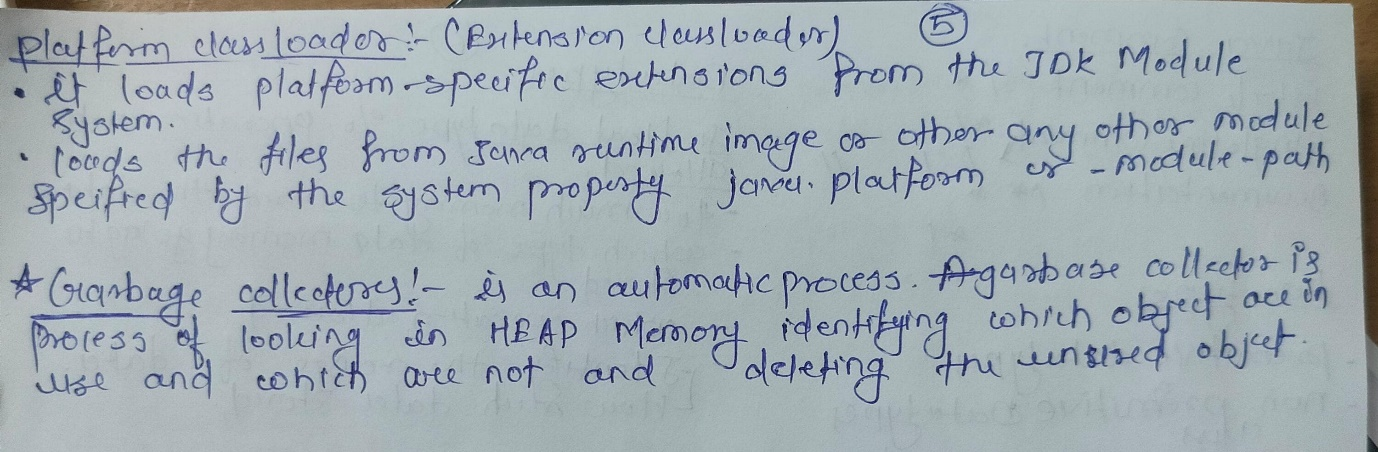 Platform classloader:- (Extension classloader) 5
• it loads platform-specific extensions from the JDK Module
System.
• loads the files from Java runtime image or other any other module
Speified by the system property java. platform or -module-path
* Garbage collectores:- is an automatic process. A garbage collector is
Process of looking in HEAP Memory identifying which object are in
use and which are not and deleting the unused object.